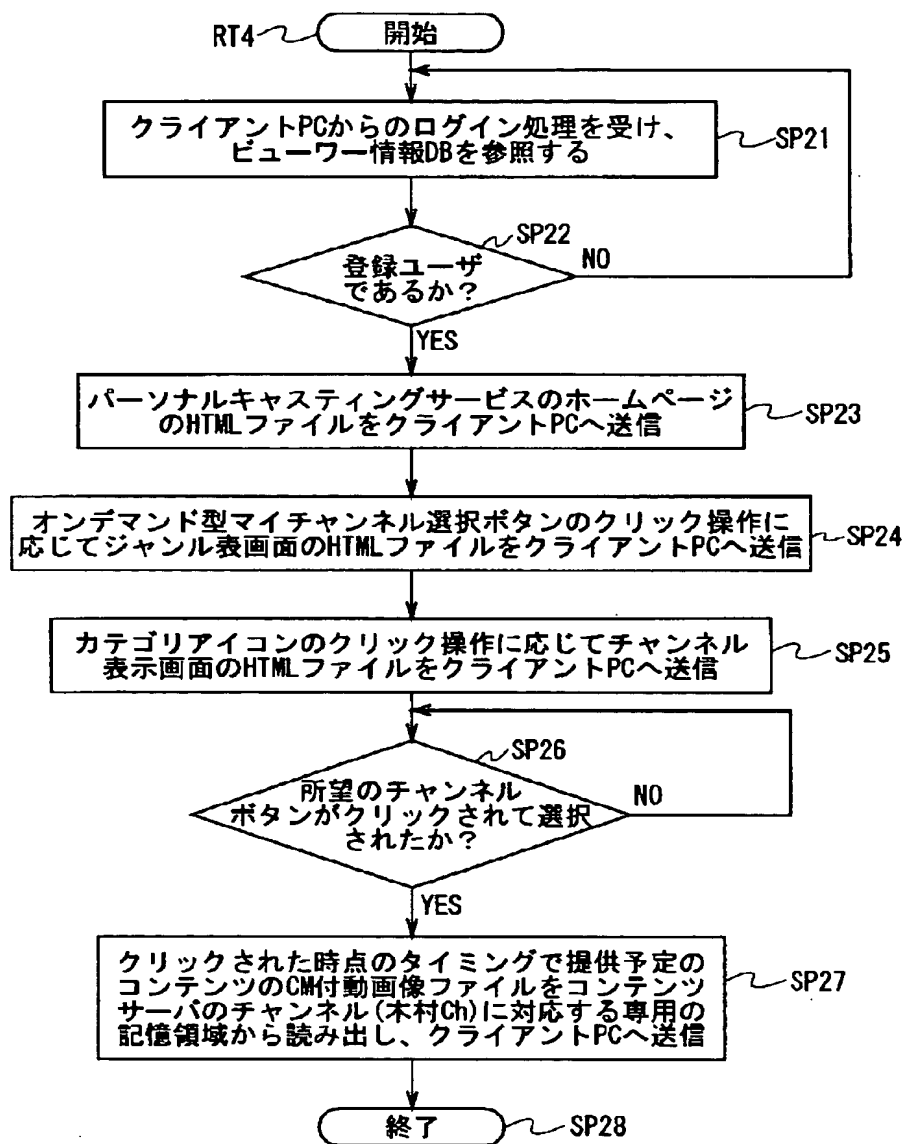 RT4
開始
クライアントPCからのログイン処理を受け、
ビューワー情報DBを参照する
SP21
SP22
登録ユーザ
であるか?
NO
YES
パーソナルキャスティングサービスのホームページ
のHTMLファイルをクライアントPCへ送信
SP23
オンデマンド型マイチャンネル選択ボタンのクリック操作に
応じてジャンル表画面のHTMLファイルをクライアントPCへ送信
SP24
カテゴリアイコンのクリック操作に応じてチャンネル
表示画面のHTMLファイルをクライアントPCへ送信
SP25
SP26
所望のチャンネル
ボタンがクリックされて選択
されたか?
NO
YES
クリックされた時点のタイミングで提供予定の
コンテンツのCM付動画像ファイルをコンテンツ
サーバのチャンネル(木村Ch)に対応する専用の
記憶領域から読み出し、クライアントPCへ送信
SP27
終了
SP28